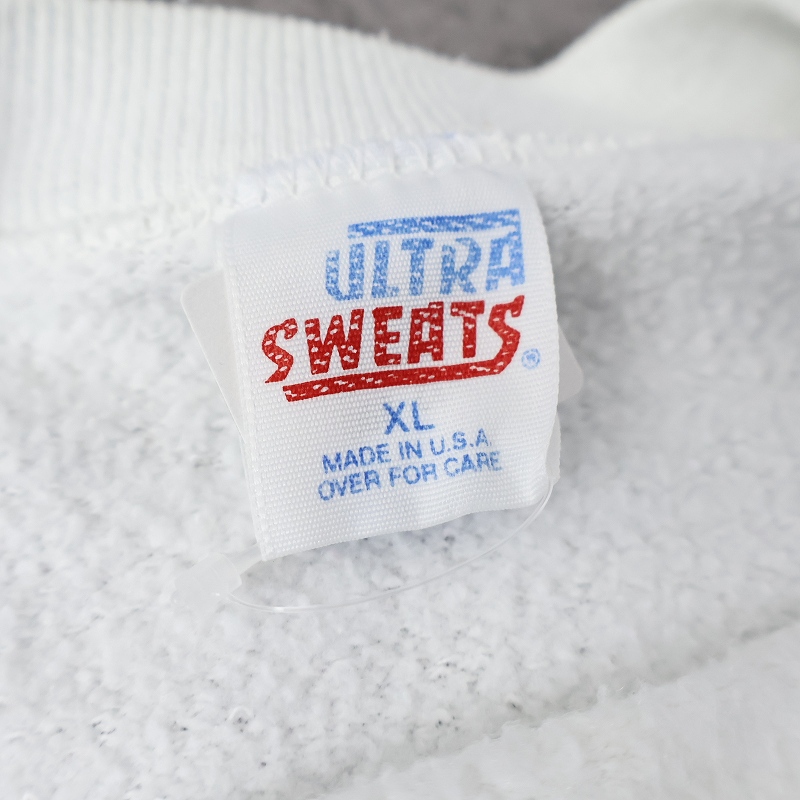 ULTRA
SWEATS®
XL
MADE IN U.S.A.
OVER FOR CARE